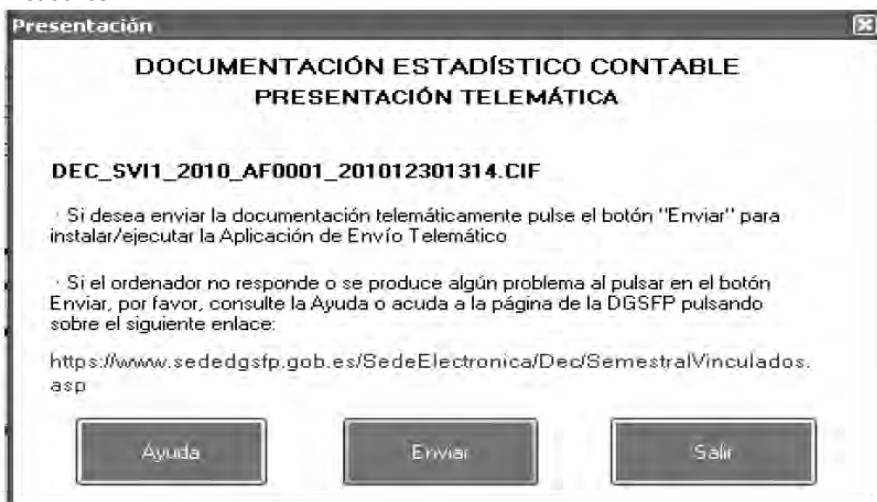 Presentación
DOCUMENTACIÓN ESTADÍSTICO CONTABLE
PRESENTACIÓN TELEMÁTICA
DEC_SVI1_2010_AF0001_201012301314.CIF
· Si desea enviar la documentación telemáticamente pulse el botón "Enviar" para
instalar/ejecutar la Aplicación de Envío Telemático
· Si el ordenador no responde o se produce algún problema al pulsar en el botón
Enviar, por favor, consulte la Ayuda o acuda a la página de la DGSFP pulsando
sobre el siguiente enlace:
https://www.sededgsfp.gob.es/SedeElectronica/Dec/SemestralVinculados.
asp
Ayuda Enviar Salir